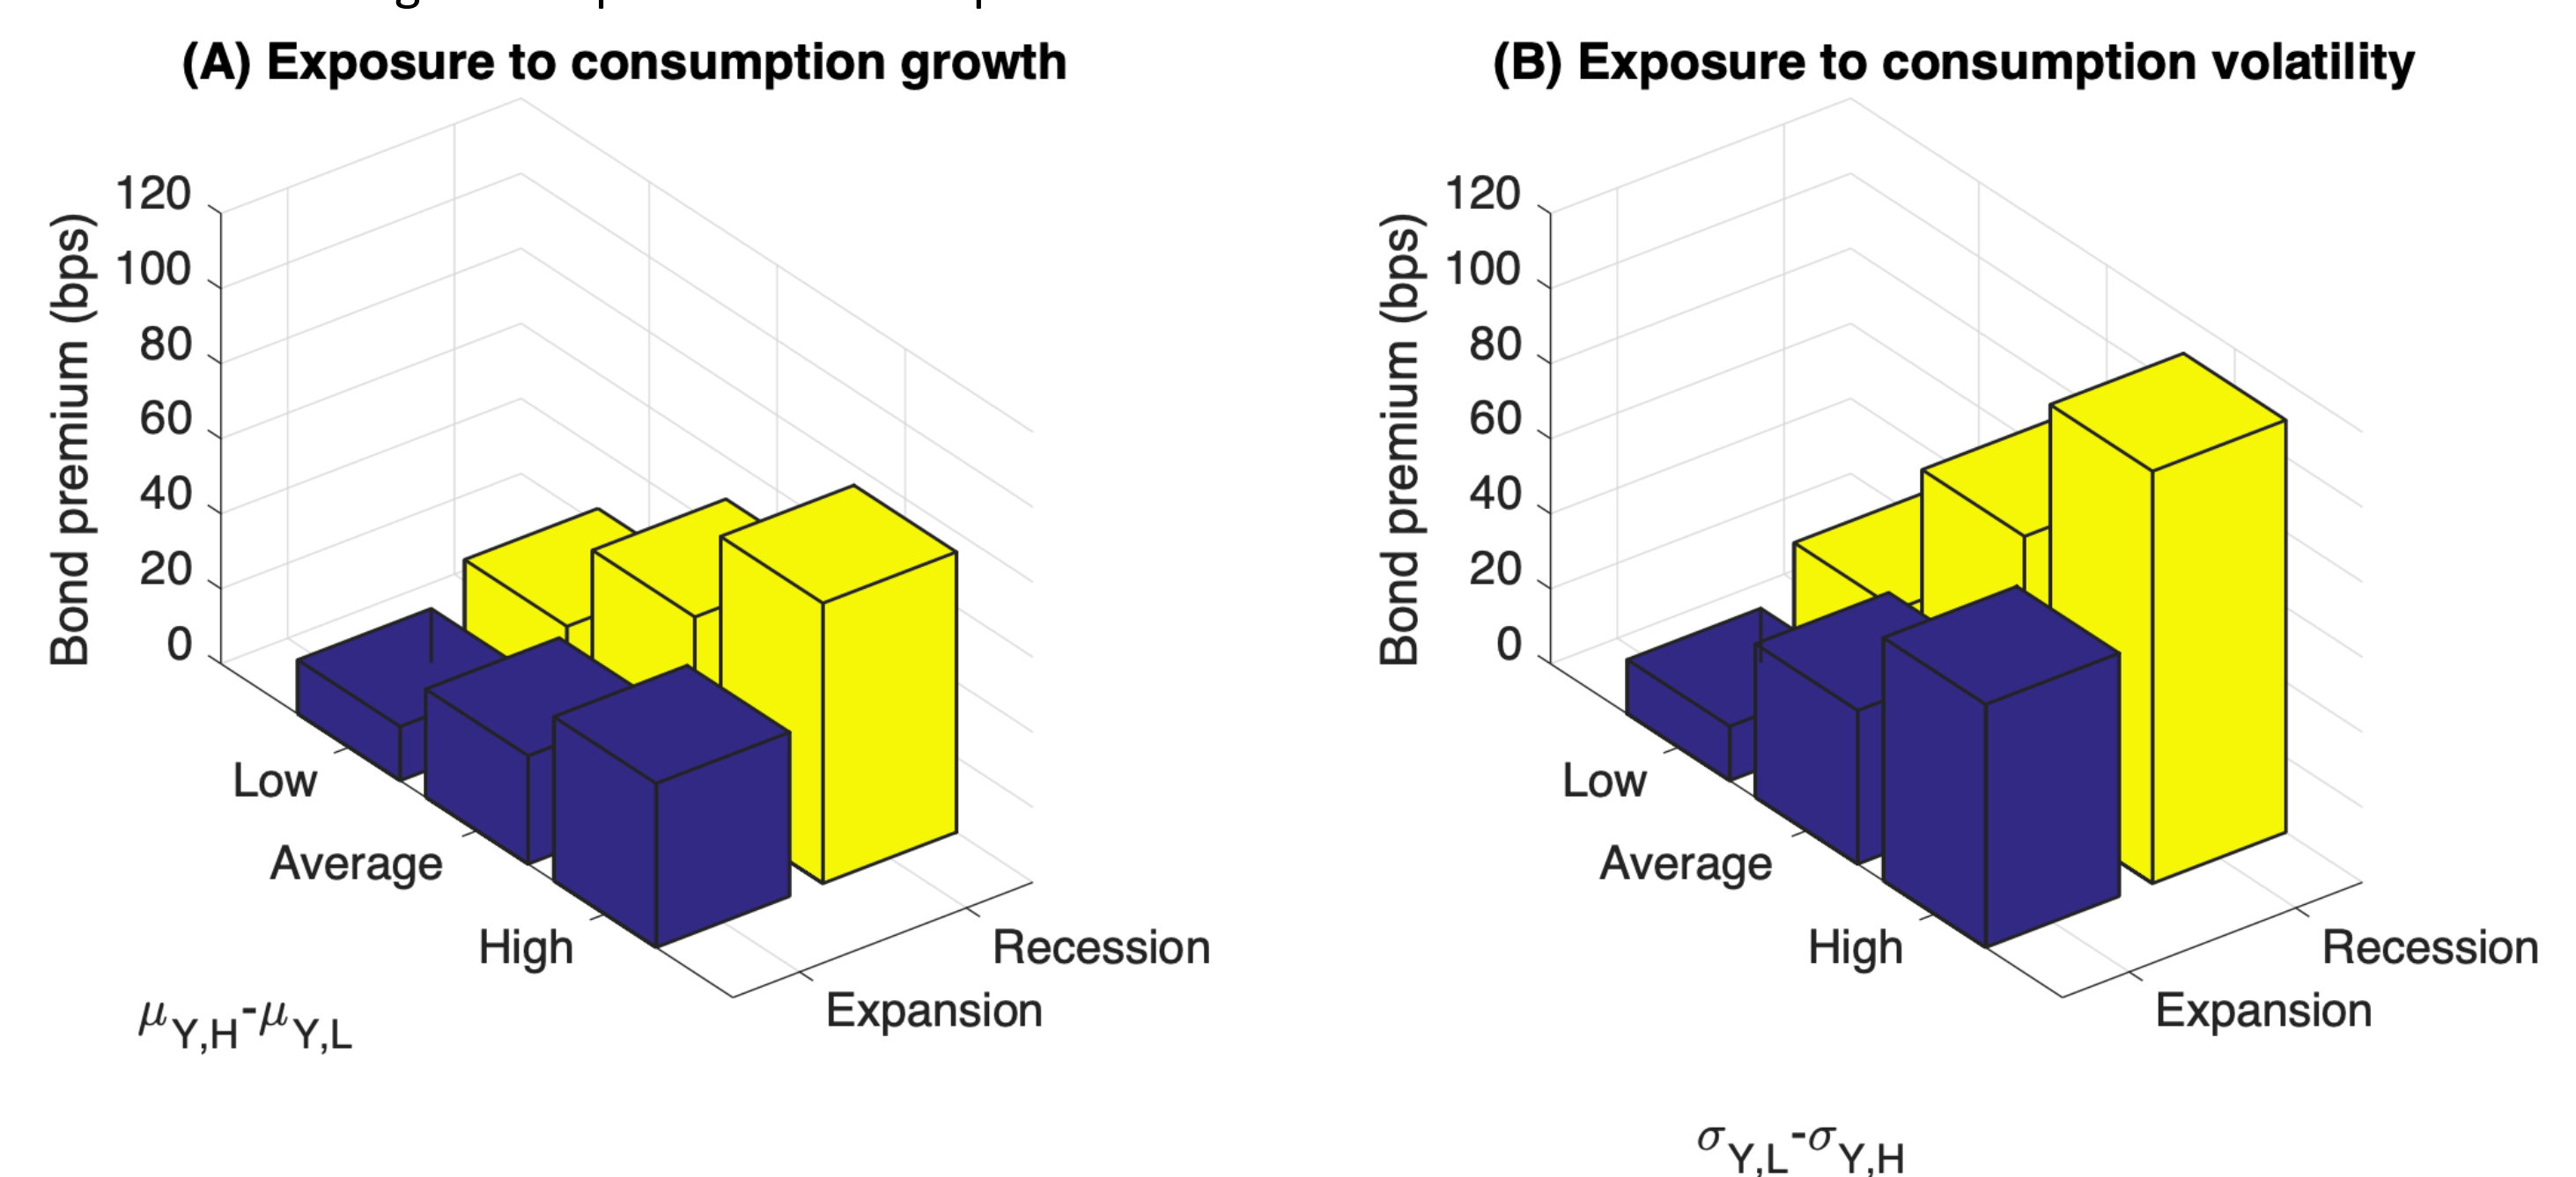 (A) Exposure to consumption growth
Bond premium (bps)
120
100
80
60
40
20
0
Low
Average
High
Expansion
Recession
μY,H-μY,L
(B) Exposure to consumption volatility
Bond premium (bps)
120
100
80
60
40
20
0
Low
Average
High
Expansion
Recession
σY,L-σY,H